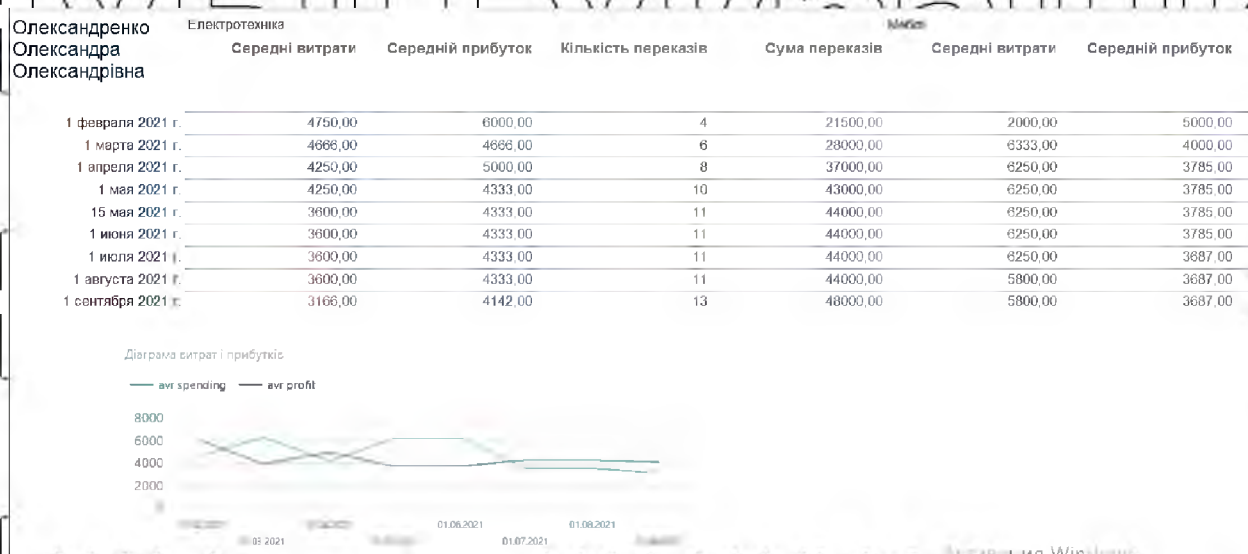 Олександренко
Олександра
Олександрівна
Електротехніка Меблі
Середні витрати Середній прибуток Кількість переказів Сума переказів Середні витрати Середній прибуток
1 февраля 2021 г. 4750,00 6000,00 4 21500,00 2000,00 5000,00
1 марта 2021 г. 4666,00 4666,00 6 28000,00 6333,00 4000,00
1 апреля 2021 г. 4250,00 5000,00 8 37000,00 6250,00 3785,00
1 мая 2021 г. 4250,00 4333,00 10 43000,00 6250,00 3785,00
15 мая 2021 г. 3600,00 4333,00 11 44000,00 6250,00 3785,00
1 июня 2021 г. 3600,00 4333,00 11 44000,00 6250,00 3785,00
1 июля 2021 г. 3600,00 4333,00 11 44000,00 6250,00 3687,00
1 августа 2021 г. 3600,00 4333,00 11 44000,00 5800,00 3687,00
1 сентября 2021 г. 3166,00 4142,00 13 48000,00 5800,00 3687,00
Діаграма витрат і прибутків
avr spending avr profit
8000
6000
4000
2000
0
01.06.2021 01.08.2021
01.03.2021 01.07.2021